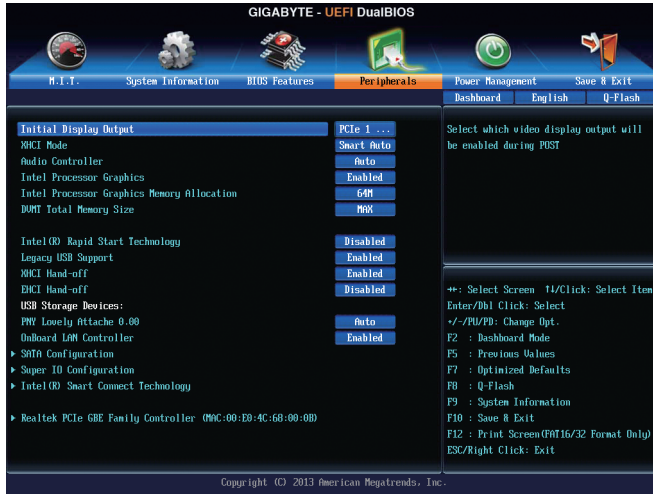 GIGABYTE - UEFI DualBIOS
M.I.T. System Information BIOS Features Peripherals Power Management Save & Exit
Dashboard English Q-Flash
Initial Display Output PCIe 1 ...
XHCI Mode Smart Auto
Audio Controller Auto
Intel Processor Graphics Enabled
Intel Processor Graphics Memory Allocation 64M
DVMT Total Memory Size MAX
Intel(R) Rapid Start Technology Disabled
Legacy USB Support Enabled
XHCI Hand-off Enabled
EHCI Hand-off Disabled
USB Storage Devices:
PNY Lovely Attache 0.00 Auto
OnBoard LAN Controller Enabled
SATA Configuration
Super IO Configuration
Intel(R) Smart Connect Technology
Realtek PCIe GBE Family Controller (MAC:00:E0:4C:68:00:0B)
Select which video display output will
be enabled during POST
↔: Select Screen ↑↓/Click: Select Item
Enter/Dbl Click: Select
+/-/PU/PD: Change Opt.
F2 : Dashboard Mode
F5 : Previous Values
F7 : Optimized Defaults
F8 : Q-Flash
F9 : System Information
F10 : Save & Exit
F12 : Print Screen(FAT16/32 Format Only)
ESC/Right Click: Exit
Copyright (C) 2013 American Megatrends, Inc.